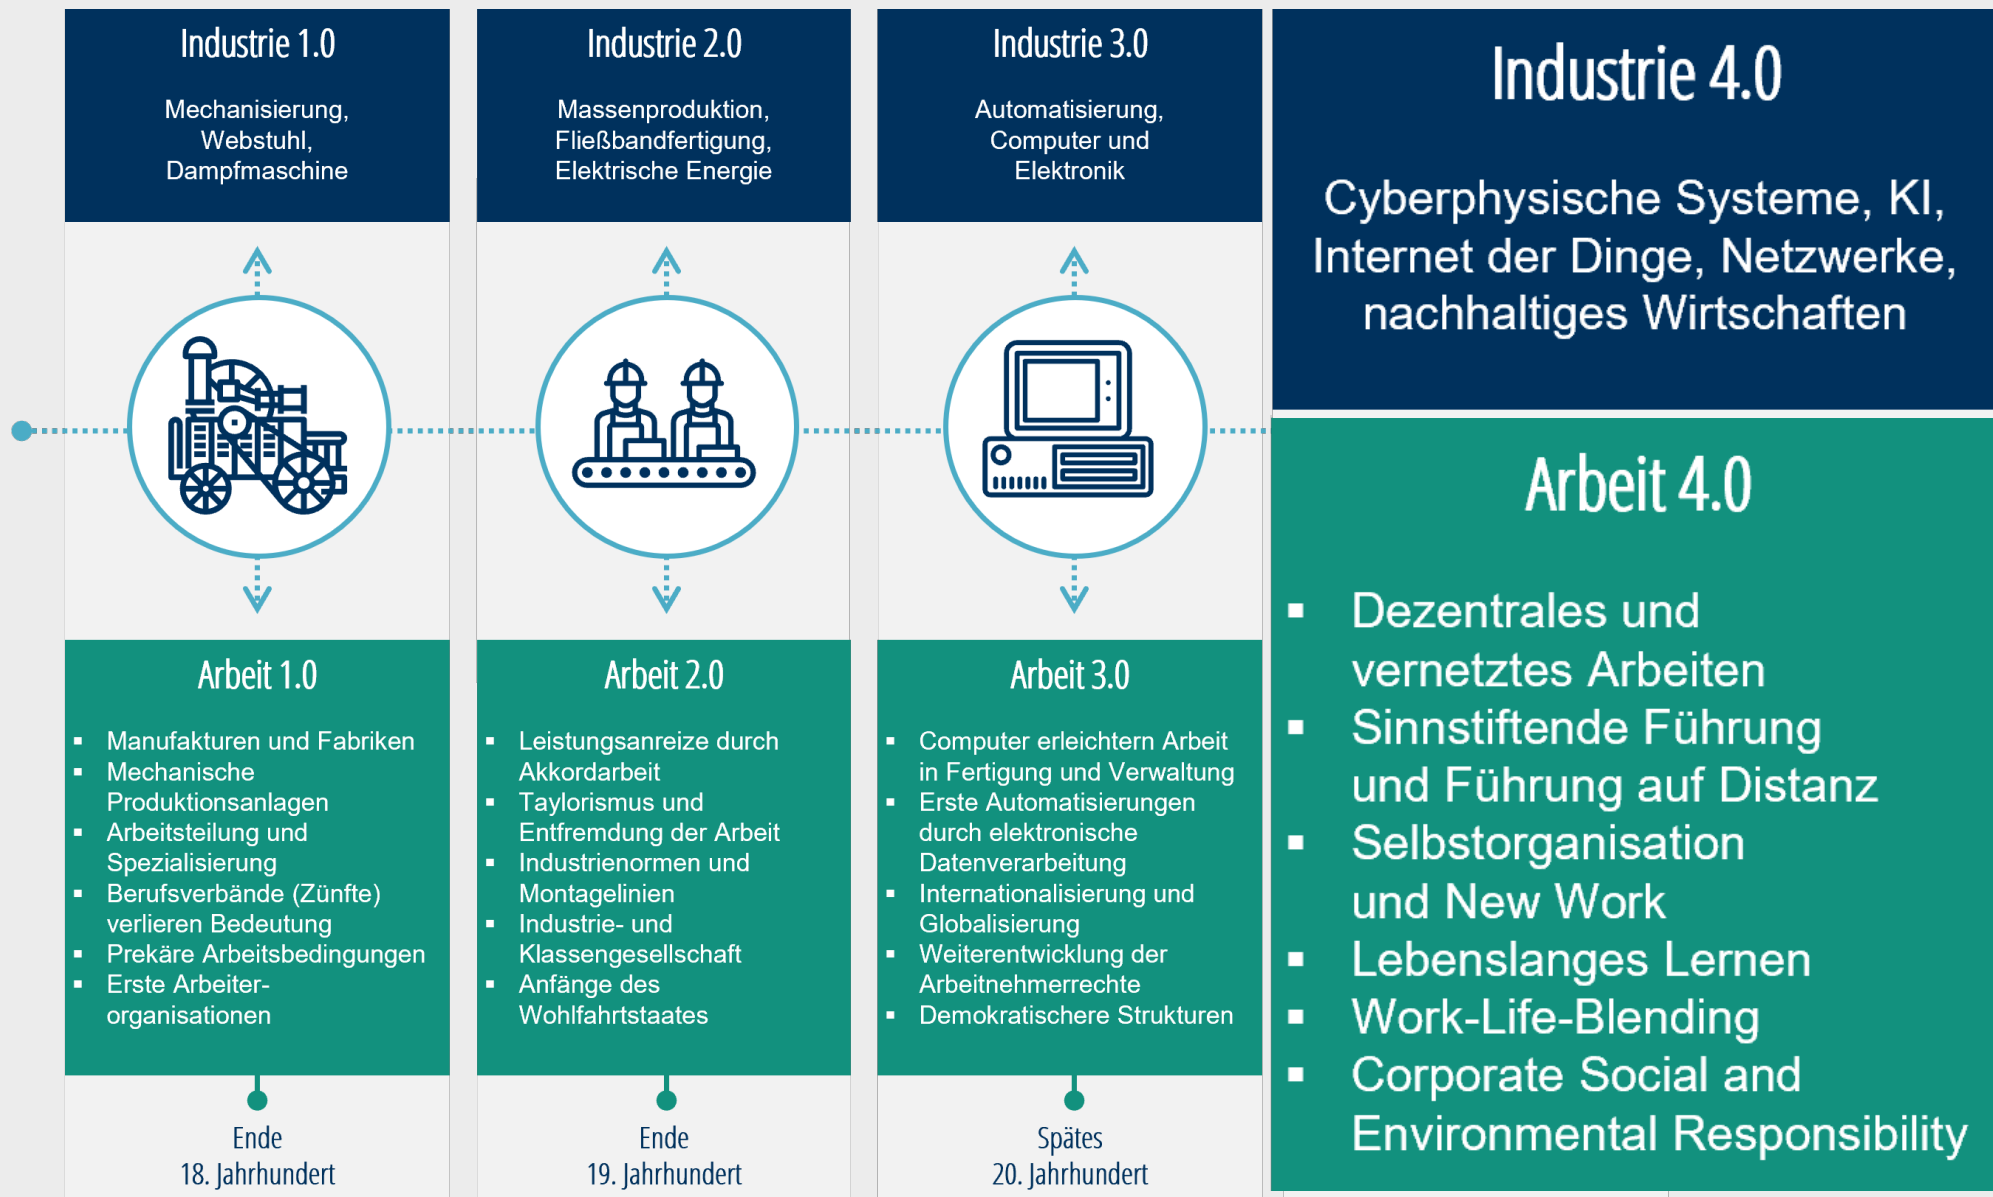 Industrie 1.0
Mechanisierung,
Webstuhl,
Dampfmaschine
Industrie 2.0
Massenproduktion,
Fließbandfertigung,
Elektrische Energie
Industrie 3.0
Automatisierung,
Computer und
Elektronik
Industrie 4.0
Cyberphysische Systeme, KI,
Internet der Dinge, Netzwerke,
nachhaltiges Wirtschaften
Arbeit 1.0
▪ Manufakturen und Fabriken
▪ Mechanische
Produktionsanlagen
▪ Arbeitsteilung und
Spezialisierung
▪ Berufsverbände (Zünfte)
verlieren Bedeutung
▪ Prekäre Arbeitsbedingungen
▪ Erste Arbeiter-
organisationen
Ende
18. Jahrhundert
Arbeit 2.0
▪ Leistungsanreize durch
Akkordarbeit
▪ Taylorismus und
Entfremdung der Arbeit
▪ Industrienormen und
Montagelinien
▪ Industrie- und
Klassengesellschaft
▪ Anfänge des
Wohlfahrtstaates
Ende
19. Jahrhundert
Arbeit 3.0
▪ Computer erleichtern Arbeit
in Fertigung und Verwaltung
▪ Erste Automatisierungen
durch elektronische
Datenverarbeitung
▪ Internationalisierung und
Globalisierung
▪ Weiterentwicklung der
Arbeitnehmerrechte
▪ Demokratischere Strukturen
Spätes
20. Jahrhundert
Arbeit 4.0
▪ Dezentrales und
vernetztes Arbeiten
▪ Sinnstiftende Führung
und Führung auf Distanz
▪ Selbstorganisation
und New Work
▪ Lebenslanges Lernen
▪ Work-Life-Blending
▪ Corporate Social and
Environmental Responsibility